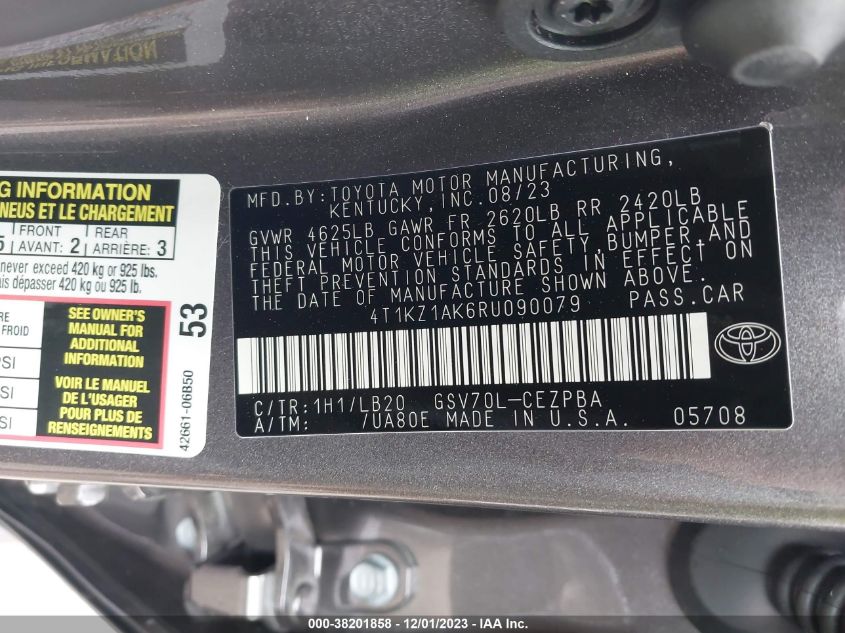 RMATION
G INFORMATION
NEUS ET LE CHARGEMENT
5 FRONT REAR
AVANT: 2 ARRIÈRE: 3
never exceed 420 kg or 925 lbs.
is dépasser 420 kg ou 925 lb.
FROID
PSI
SI
SI
SEE OWNER'S
MANUAL FOR
ADDITIONAL
INFORMATION
VOIR LE MANUEL
DE L'USAGER
POUR PLUS DE
RENSEIGNEMENTS
53
42661-06B50
MFD.BY:TOYOTA MOTOR MANUFACTURING,
KENTUCKY,INC.08/23
GVWR 4625LB GAWR FR 2620LB RR 2420LB
THIS VEHICLE CONFORMS TO ALL APPLICABLE
FEDERAL MOTOR VEHICLE SAFETY,BUMPER,AND
THEFT PREVENTION STANDARDS IN EFFECT ON
THE DATE OF MANUFACTURE SHOWN ABOVE.
4T1KZ1AK6RU090079 PASS.CAR
C/TR:1H1/LB20 GSV70L-CEZPBA
A/TM: /UA80E MADE IN U.S.A. 05708
000-38201858 - 12/01/2023 - IAAI.com